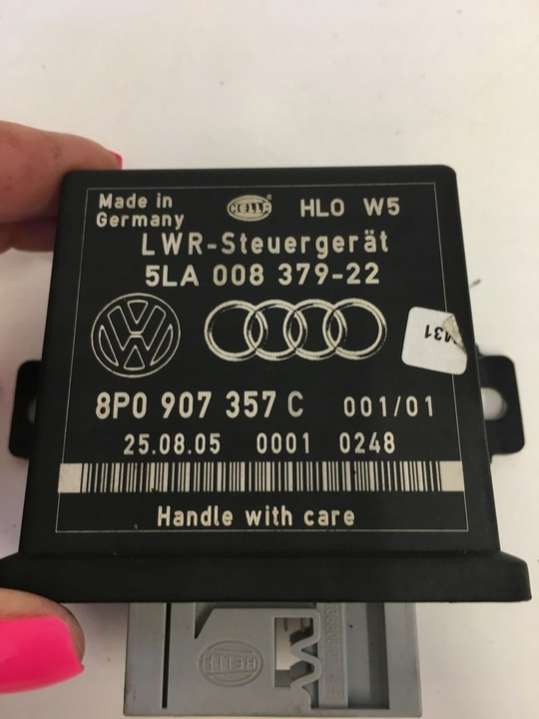 Made in
Germany
HELLA
HLO W5
LWR-Steuergerät
5LA 008 379-22
8P0 907 357 C 001/01
25.08.05 0001 0248
Handle with care
HELLA